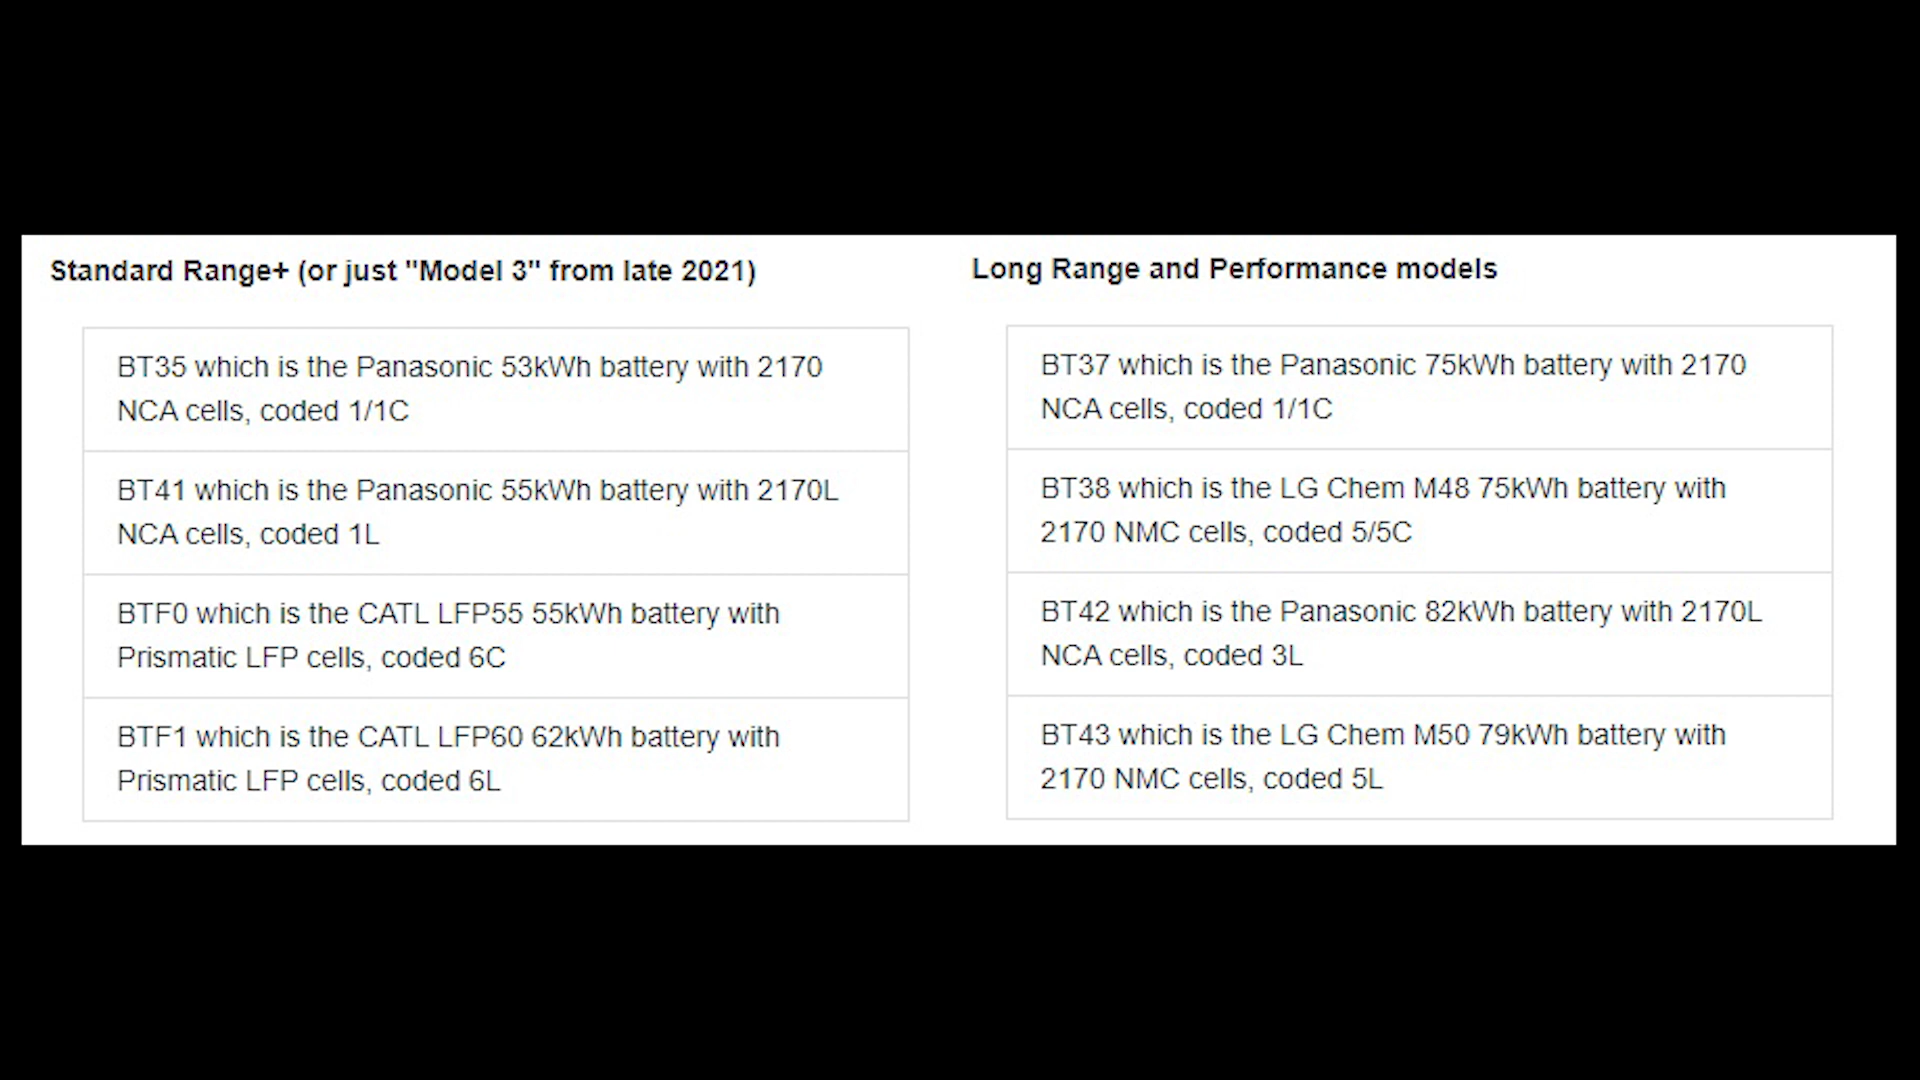 Standard Range+ (or just "Model 3" from late 2021)
BT35 which is the Panasonic 53kWh battery with 2170
NCA cells, coded 1/1C
BT41 which is the Panasonic 55kWh battery with 2170L
NCA cells, coded 1L
BTF0 which is the CATL LFP55 55kWh battery with
Prismatic LFP cells, coded 6C
BTF1 which is the CATL LFP60 62kWh battery with
Prismatic LFP cells, coded 6L
Long Range and Performance models
BT37 which is the Panasonic 75kWh battery with 2170
NCA cells, coded 1/1C
BT38 which is the LG Chem M48 75kWh battery with
2170 NMC cells, coded 5/5C
BT42 which is the Panasonic 82kWh battery with 2170L
NCA cells, coded 3L
BT43 which is the LG Chem M50 79kWh battery with
2170 NMC cells, coded 5L